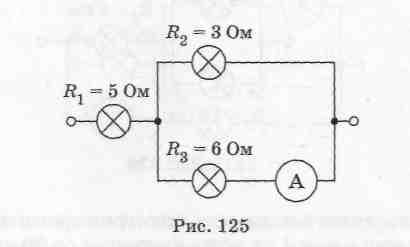 R₂ = 3 Ом
R₁ = 5 Ом
R₃ = 6 Ом
A
Рис. 125